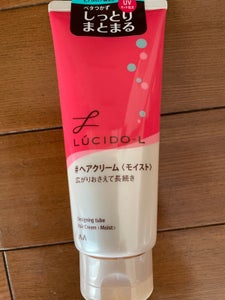 ベタつかず
しっとり
まとまる
UV
LÚCIDO-L
#ヘアクリーム〈モイスト〉
広がりおさえて長続き
Designing tube
Hair Cream <Moist>